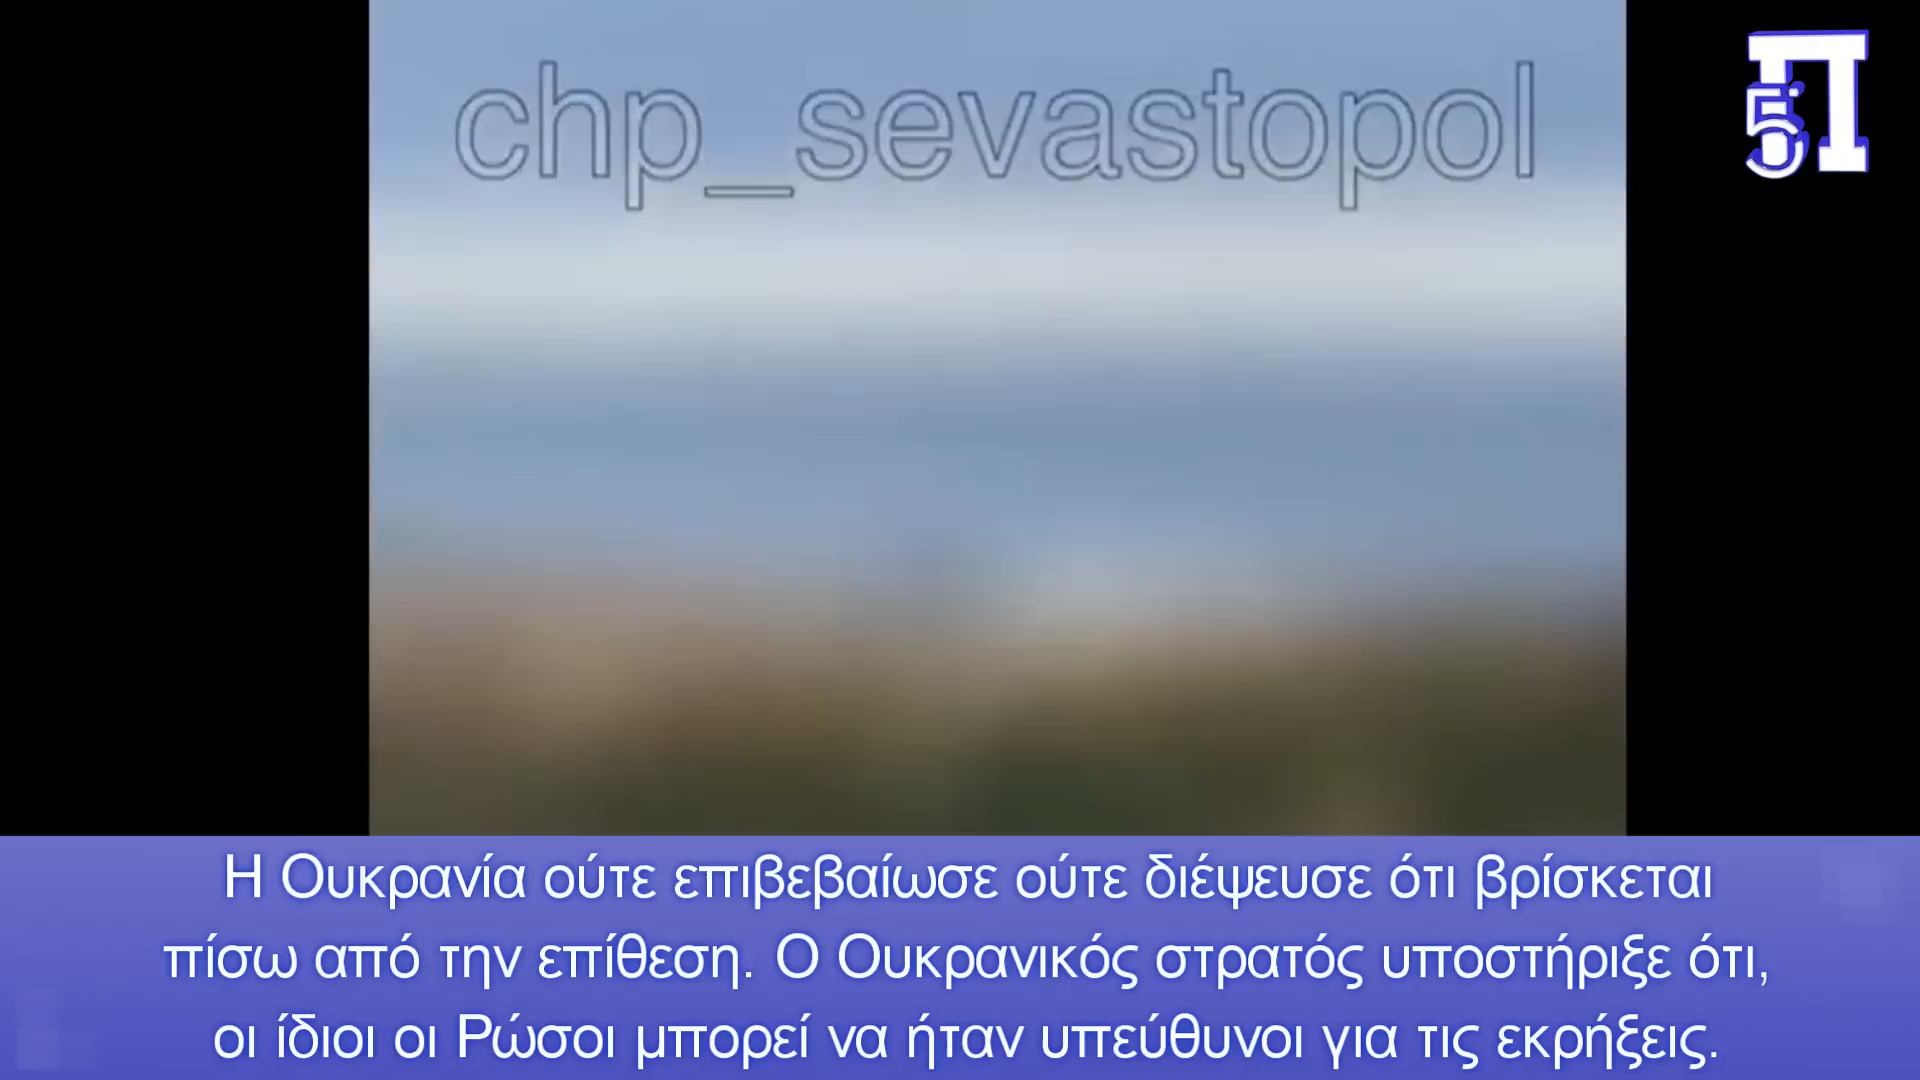 chp_sevastopol
5Π
Η Ουκρανία ούτε επιβεβαίωσε ούτε διέψευσε ότι βρίσκεται
πίσω από την επίθεση. Ο Ουκρανικός στρατός υποστήριξε ότι,
οι ίδιοι οι Ρώσοι μπορεί να ήταν υπεύθυνοι για τις εκρήξεις.